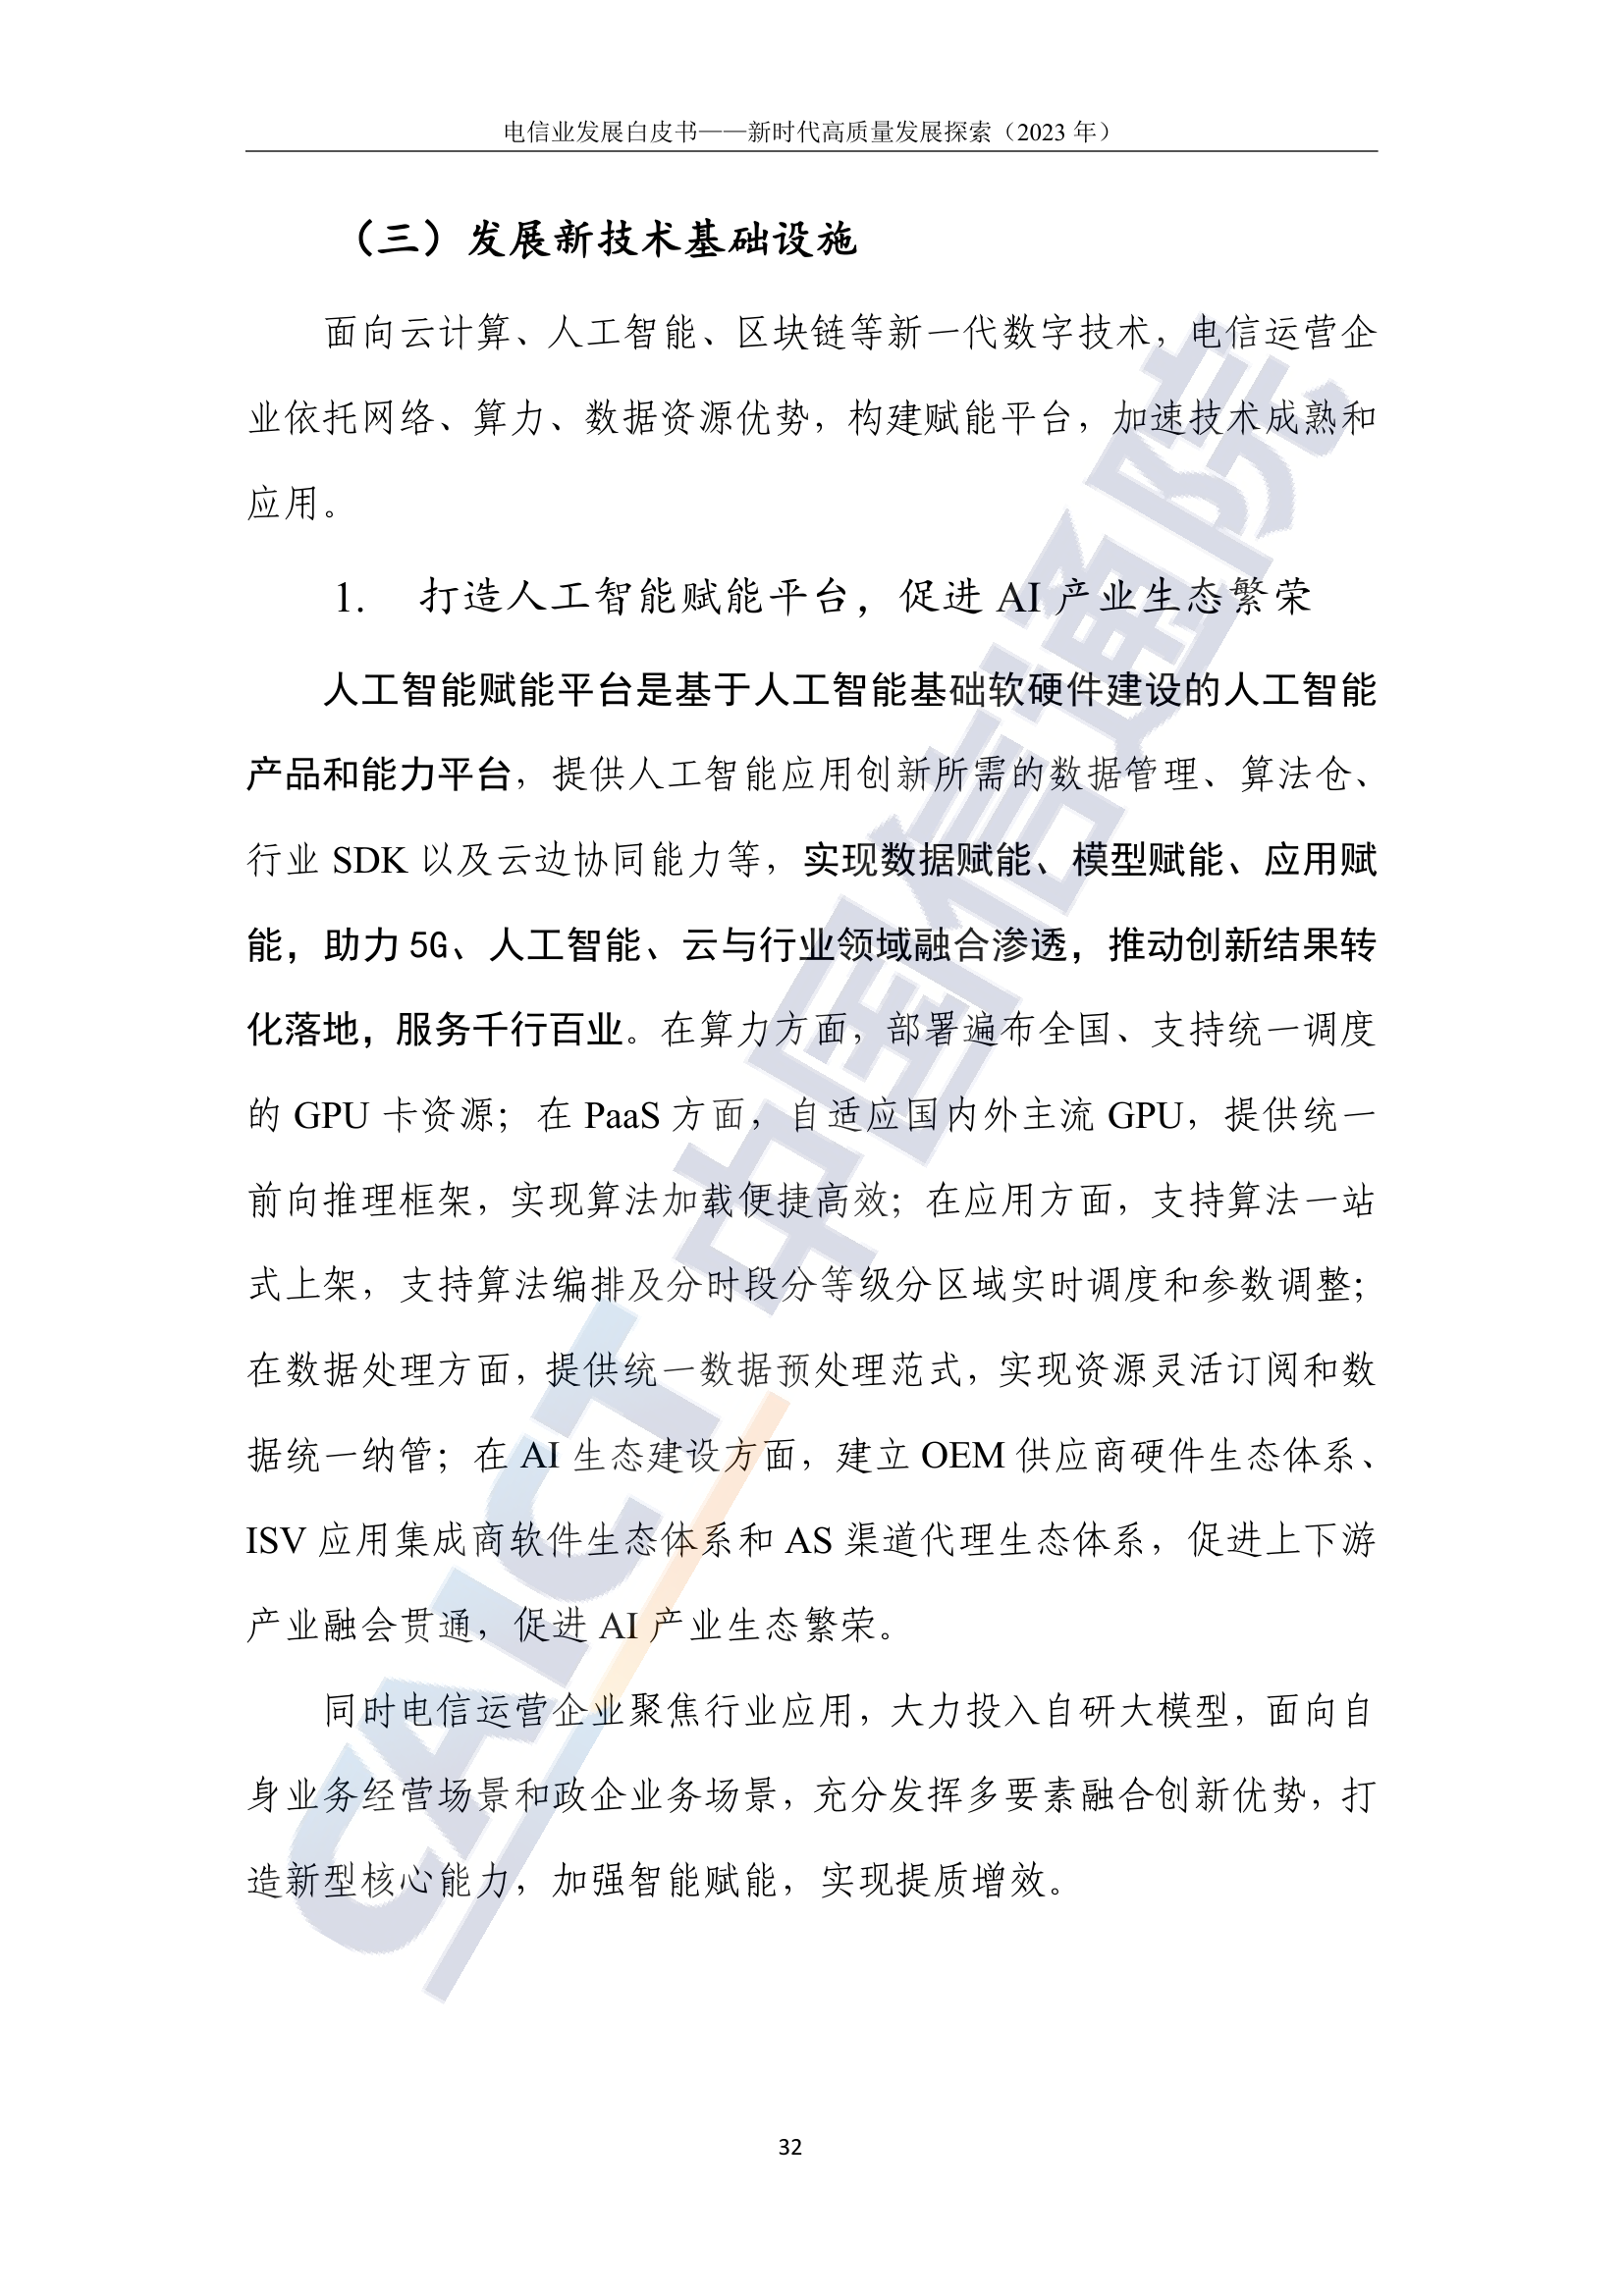 电信业发展白皮书——新时代高质量发展探索（2023 年）
（三）发展新技术基础设施
面向云计算、人工智能、区块链等新一代数字技术，电信运营企
业依托网络、算力、数据资源优势，构建赋能平台，加速技术成熟和
应用。
1. 打造人工智能赋能平台，促进 AI 产业生态繁荣
人工智能赋能平台是基于人工智能基础软硬件建设的人工智能
产品和能力平台，提供人工智能应用创新所需的数据管理、算法仓、
行业 SDK 以及云边协同能力等，实现数据赋能、模型赋能、应用赋
能，助力 5G、人工智能、云与行业领域融合渗透，推动创新结果转
化落地，服务千行百业。在算力方面，部署遍布全国、支持统一调度
的 GPU 卡资源；在 PaaS 方面，自适应国内外主流 GPU，提供统一
前向推理框架，实现算法加载便捷高效；在应用方面，支持算法一站
式上架，支持算法编排及分时段分等级分区域实时调度和参数调整；
在数据处理方面，提供统一数据预处理范式，实现资源灵活订阅和数
据统一纳管；在 AI 生态建设方面，建立 OEM 供应商硬件生态体系、
ISV 应用集成商软件生态体系和 AS 渠道代理生态体系，促进上下游
产业融会贯通，促进 AI 产业生态繁荣。
同时电信运营企业聚焦行业应用，大力投入自研大模型，面向自
身业务经营场景和政企业务场景，充分发挥多要素融合创新优势，打
造新型核心能力，加强智能赋能，实现提质增效。
32
CAICT 中国信通院